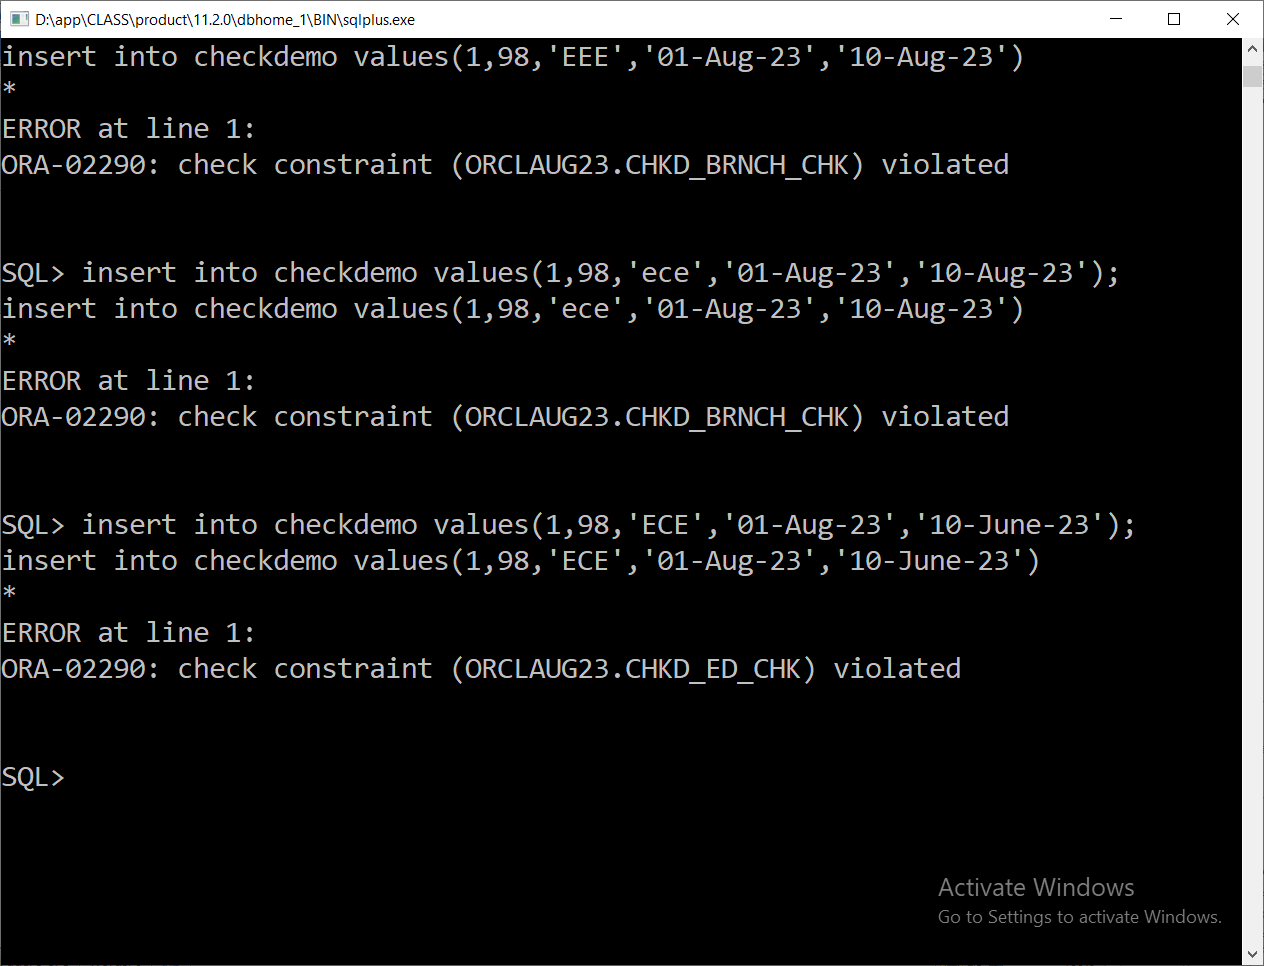 D:\app\CLASS\product\11.2.0\dbhome_1\BIN\sqlplus.exe
insert into checkdemo values(1,98,'EEE','01-Aug-23','10-Aug-23')
*
ERROR at line 1:
ORA-02290: check constraint (ORCLAUG23.CHKD_BRNCH_CHK) violated
SQL> insert into checkdemo values(1,98,'ece','01-Aug-23','10-Aug-23');
insert into checkdemo values(1,98,'ece','01-Aug-23','10-Aug-23')
*
ERROR at line 1:
ORA-02290: check constraint (ORCLAUG23.CHKD_BRNCH_CHK) violated
SQL> insert into checkdemo values(1,98,'ECE','01-Aug-23','10-June-23');
insert into checkdemo values(1,98,'ECE','01-Aug-23','10-June-23')
*
ERROR at line 1:
ORA-02290: check constraint (ORCLAUG23.CHKD_ED_CHK) violated
SQL>
Activate Windows
Go to Settings to activate Windows.